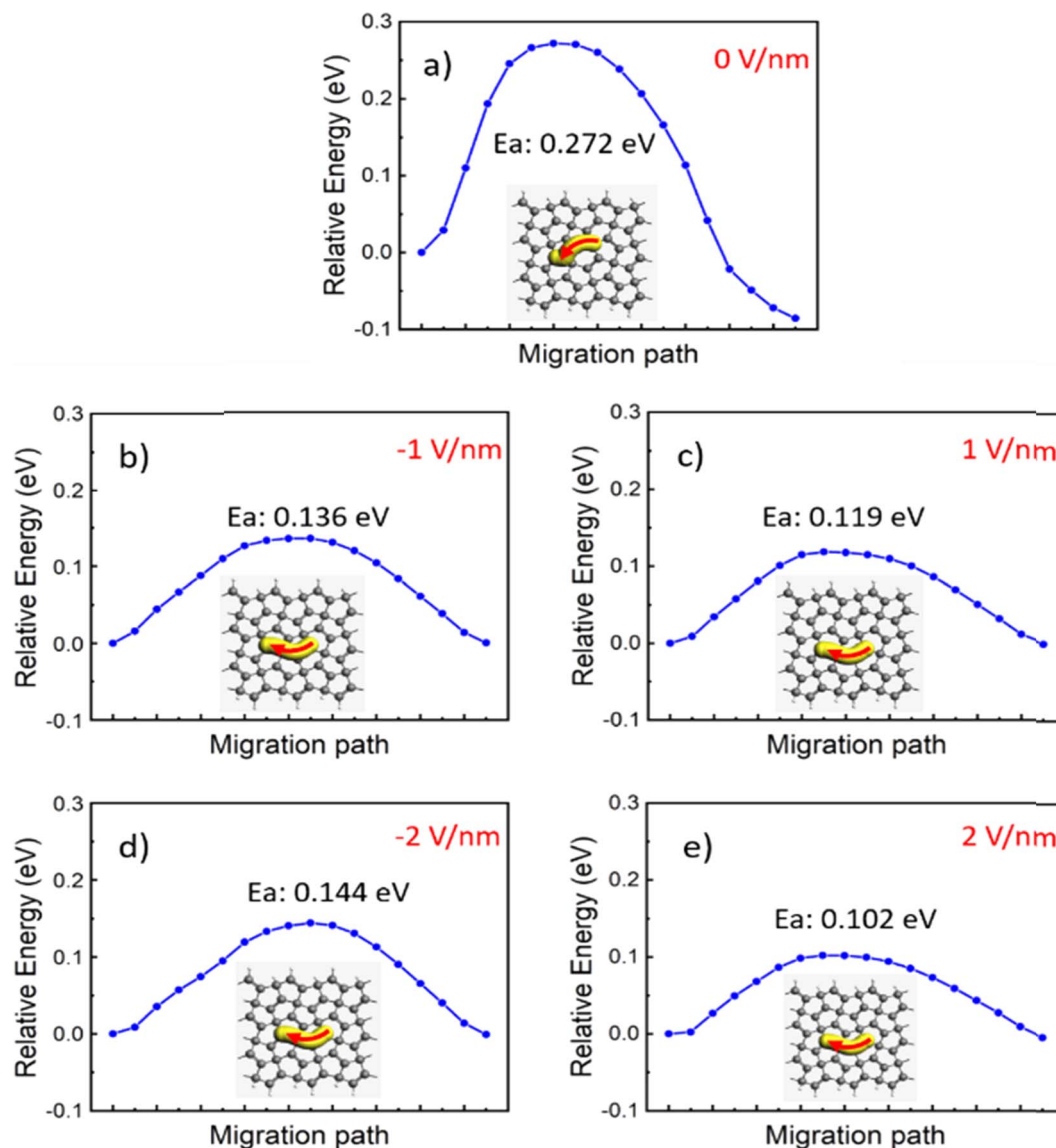 0.3
a)
0 V/nm
0.2
Ea: 0.272 eV
0.1
0.0
-0.1
Relative Energy (eV)
Migration path
0.3
b)
-1 V/nm
0.2
Ea: 0.136 eV
0.1
0.0
-0.1
Relative Energy (eV)
Migration path
0.3
c)
1 V/nm
0.2
Ea: 0.119 eV
0.1
0.0
-0.1
Relative Energy (eV)
Migration path
0.3
d)
-2 V/nm
0.2
Ea: 0.144 eV
0.1
0.0
-0.1
Relative Energy (eV)
Migration path
0.3
e)
2 V/nm
0.2
Ea: 0.102 eV
0.1
0.0
-0.1
Relative Energy (eV)
Migration path